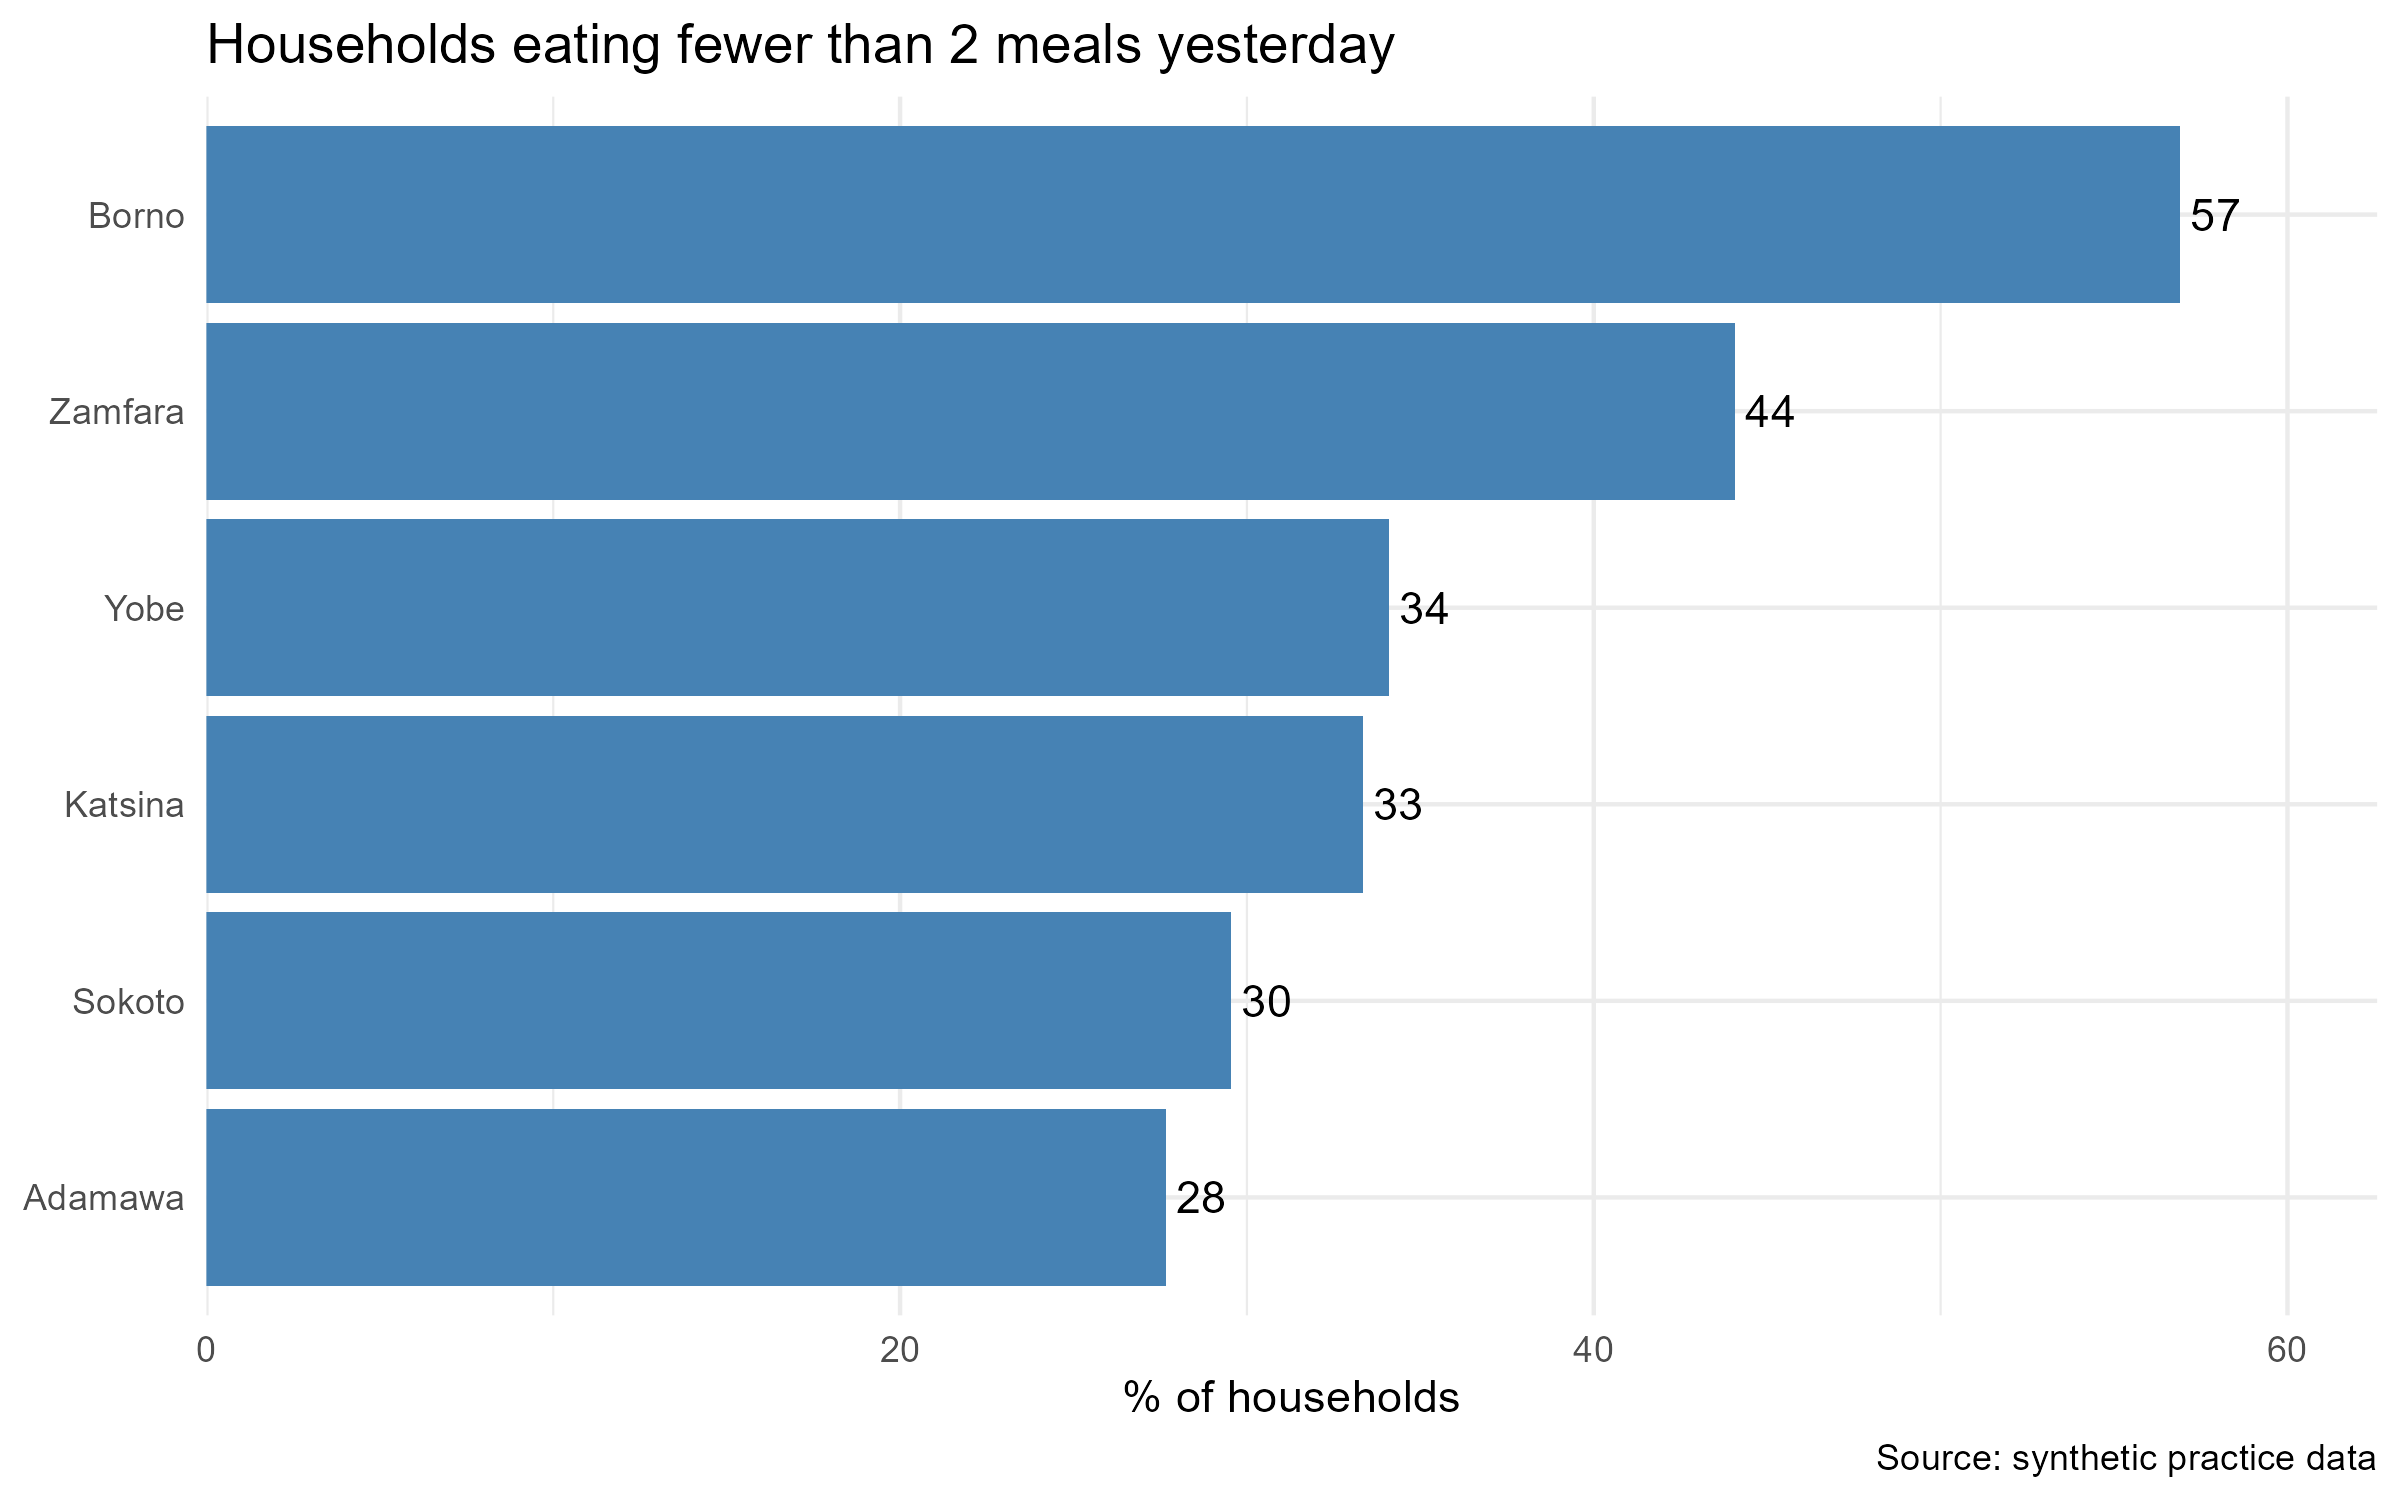 Households eating fewer than 2 meals yesterday
Borno 57
Zamfara 44
Yobe 34
Katsina 33
Sokoto 30
Adamawa 28
0 20 40 60
% of households
Source: synthetic practice data